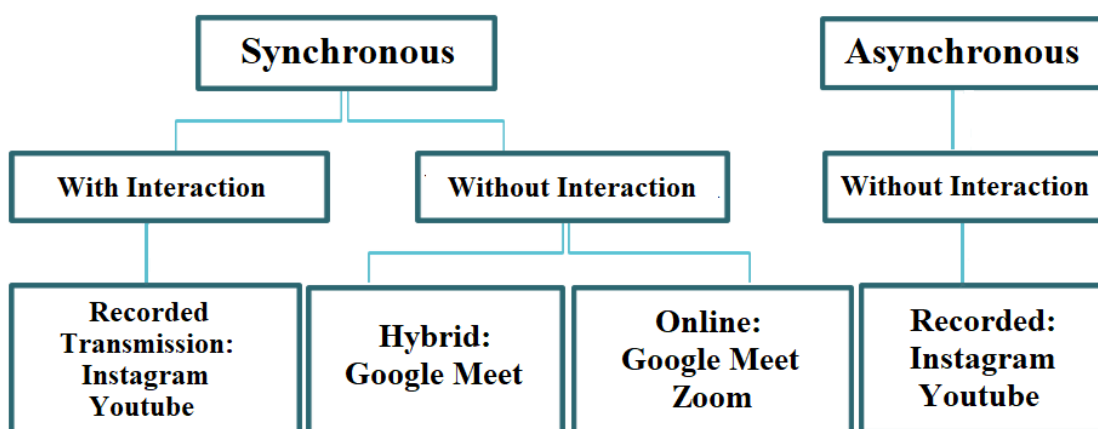 Synchronous
Asynchronous
With Interaction
Without Interaction
Without Interaction
Recorded
Transmission:
Instagram
Youtube
Hybrid:
Google Meet
Online:
Google Meet
Zoom
Recorded:
Instagram
Youtube